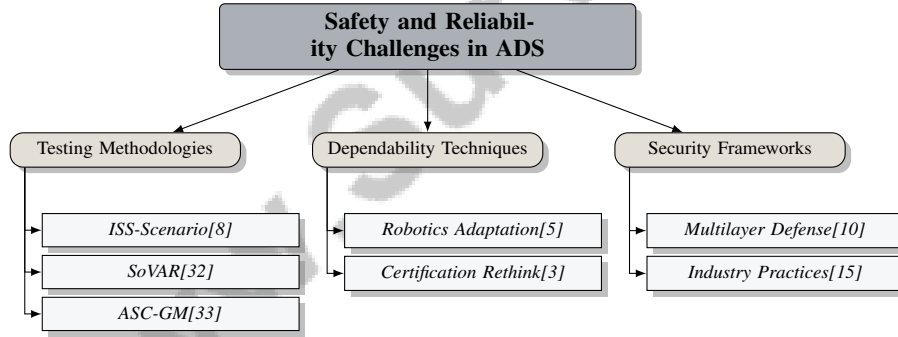 Safety and Reliabil-
ity Challenges in ADS
Testing Methodologies
Dependability Techniques
Security Frameworks
ISS-Scenario[8]
Robotics Adaptation[5]
Multilayer Defense[10]
SoVAR[32]
Certification Rethink[3]
Industry Practices[15]
ASC-GM[33]